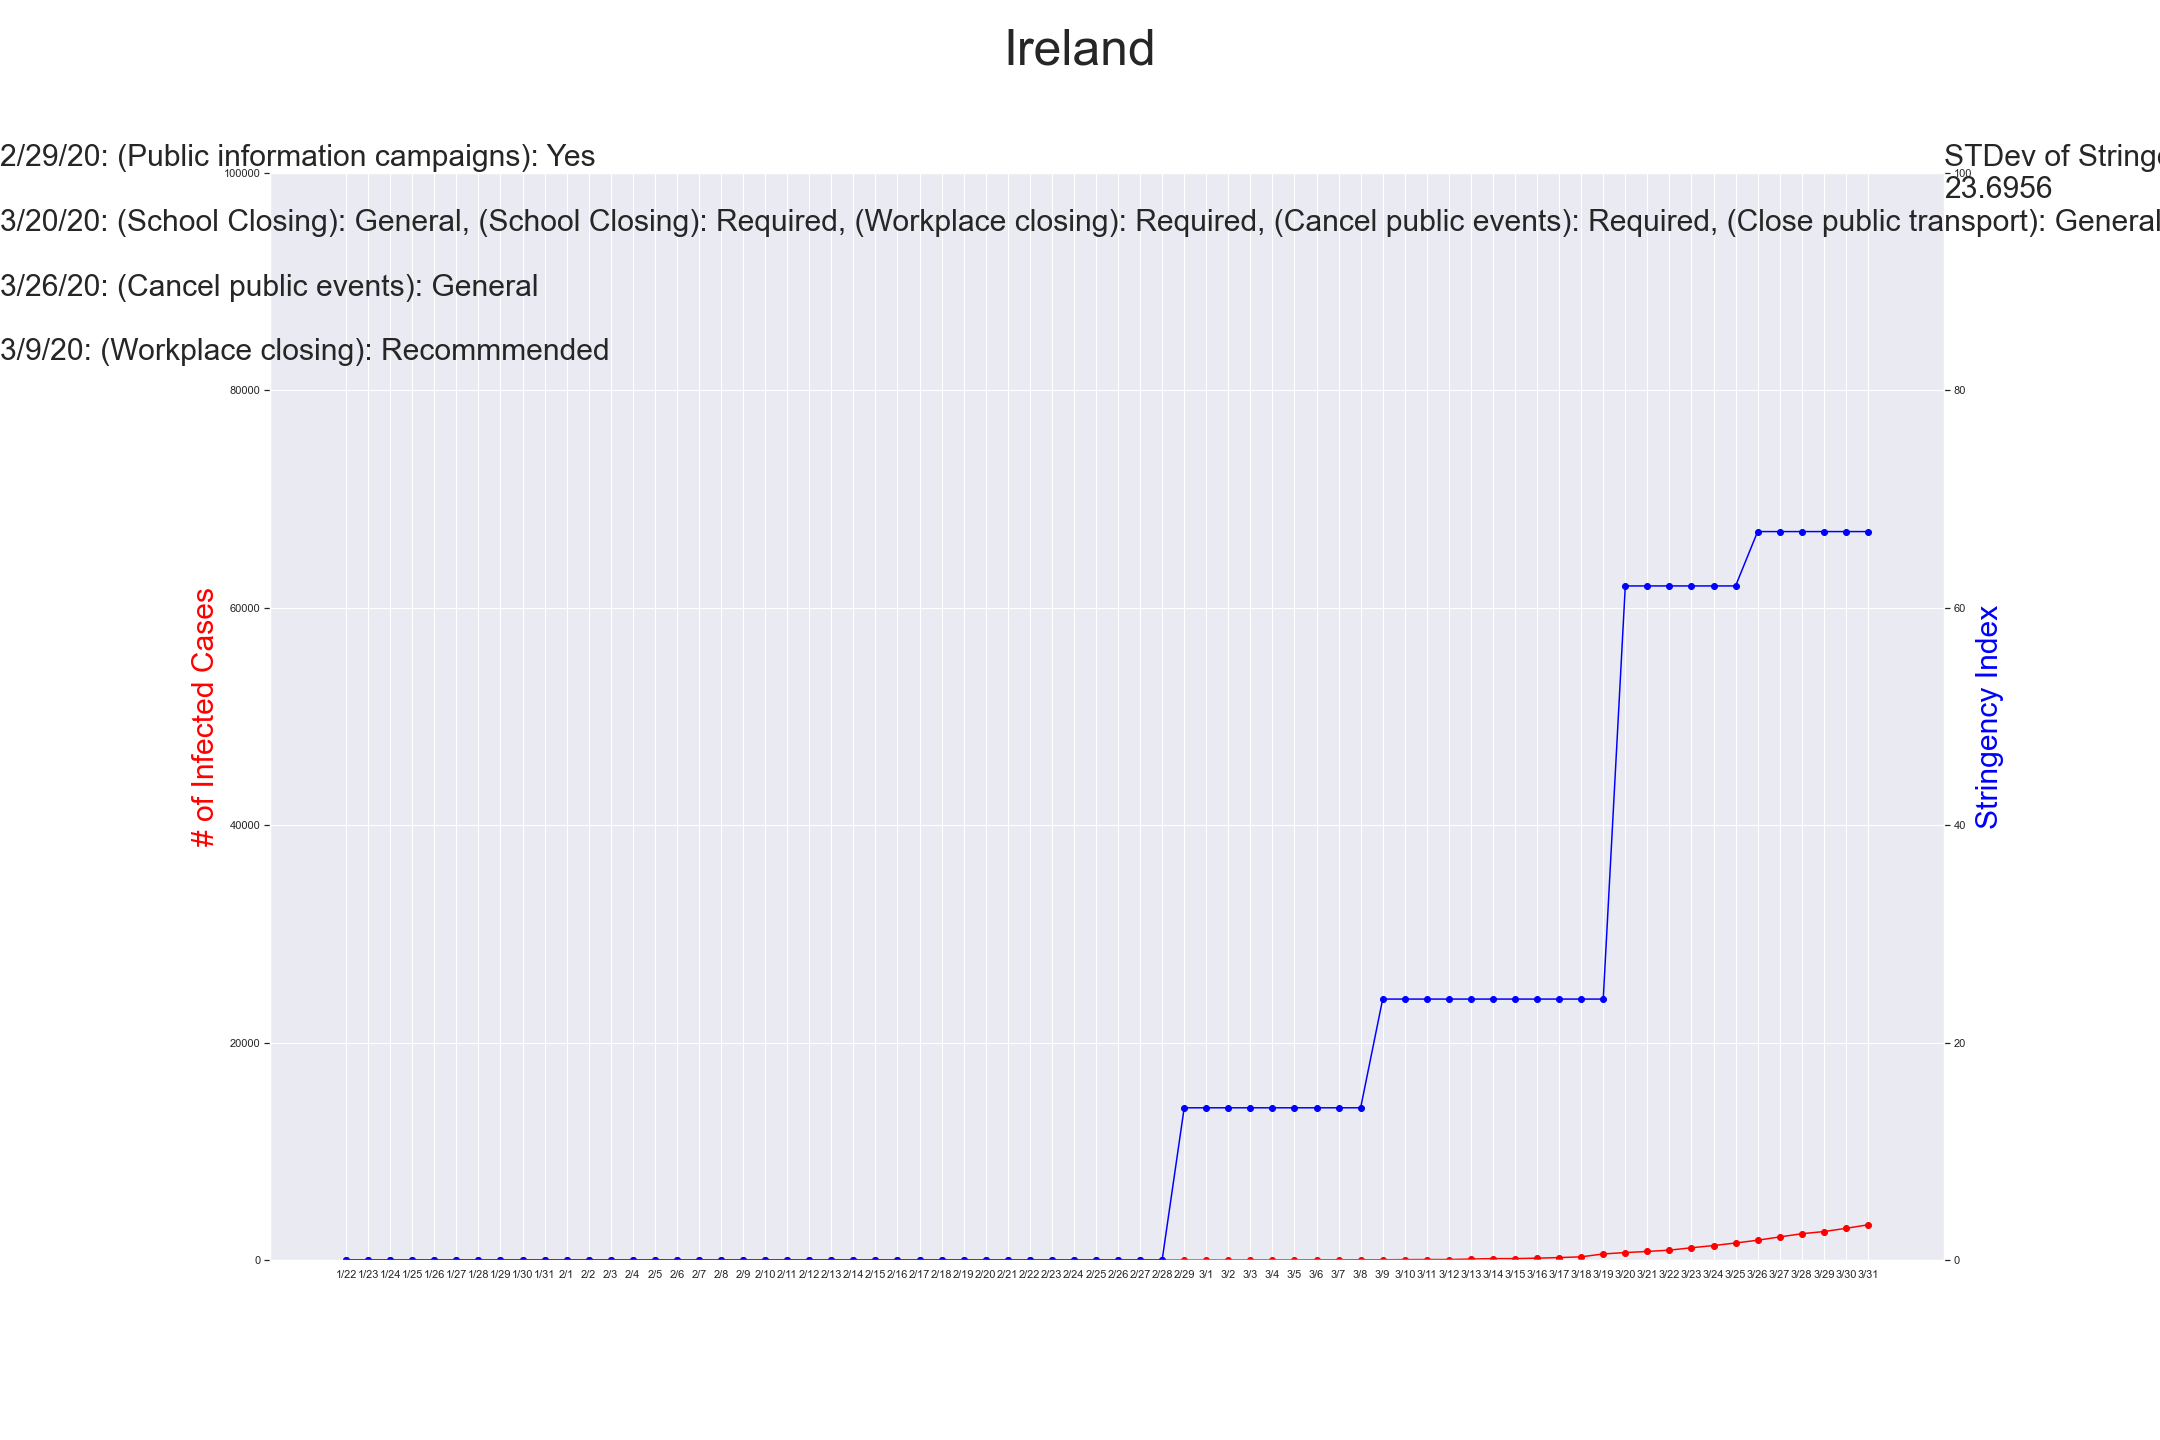 Ireland
2/29/20: (Public information campaigns): Yes
STDev of Stringe
23.6956
3/20/20: (School Closing): General, (School Closing): Required, (Workplace closing): Required, (Cancel public events): Required, (Close public transport): General
3/26/20: (Cancel public events): General
3/9/20: (Workplace closing): Recommmended
100000
80000
60000
40000
20000
0
# of Infected Cases
100
80
60
40
20
0
Stringency Index
1/22 1/23 1/24 1/25 1/26 1/27 1/28 1/29 1/30 1/31 2/1 2/2 2/3 2/4 2/5 2/6 2/7 2/8 2/9 2/10 2/11 2/12 2/13 2/14 2/15 2/16 2/17 2/18 2/19 2/20 2/21 2/22 2/23 2/24 2/25 2/26 2/27 2/28 2/29 3/1 3/2 3/3 3/4 3/5 3/6 3/7 3/8 3/9 3/10 3/11 3/12 3/13 3/14 3/15 3/16 3/17 3/18 3/19 3/20 3/21 3/22 3/23 3/24 3/25 3/26 3/27 3/28 3/29 3/30 3/31